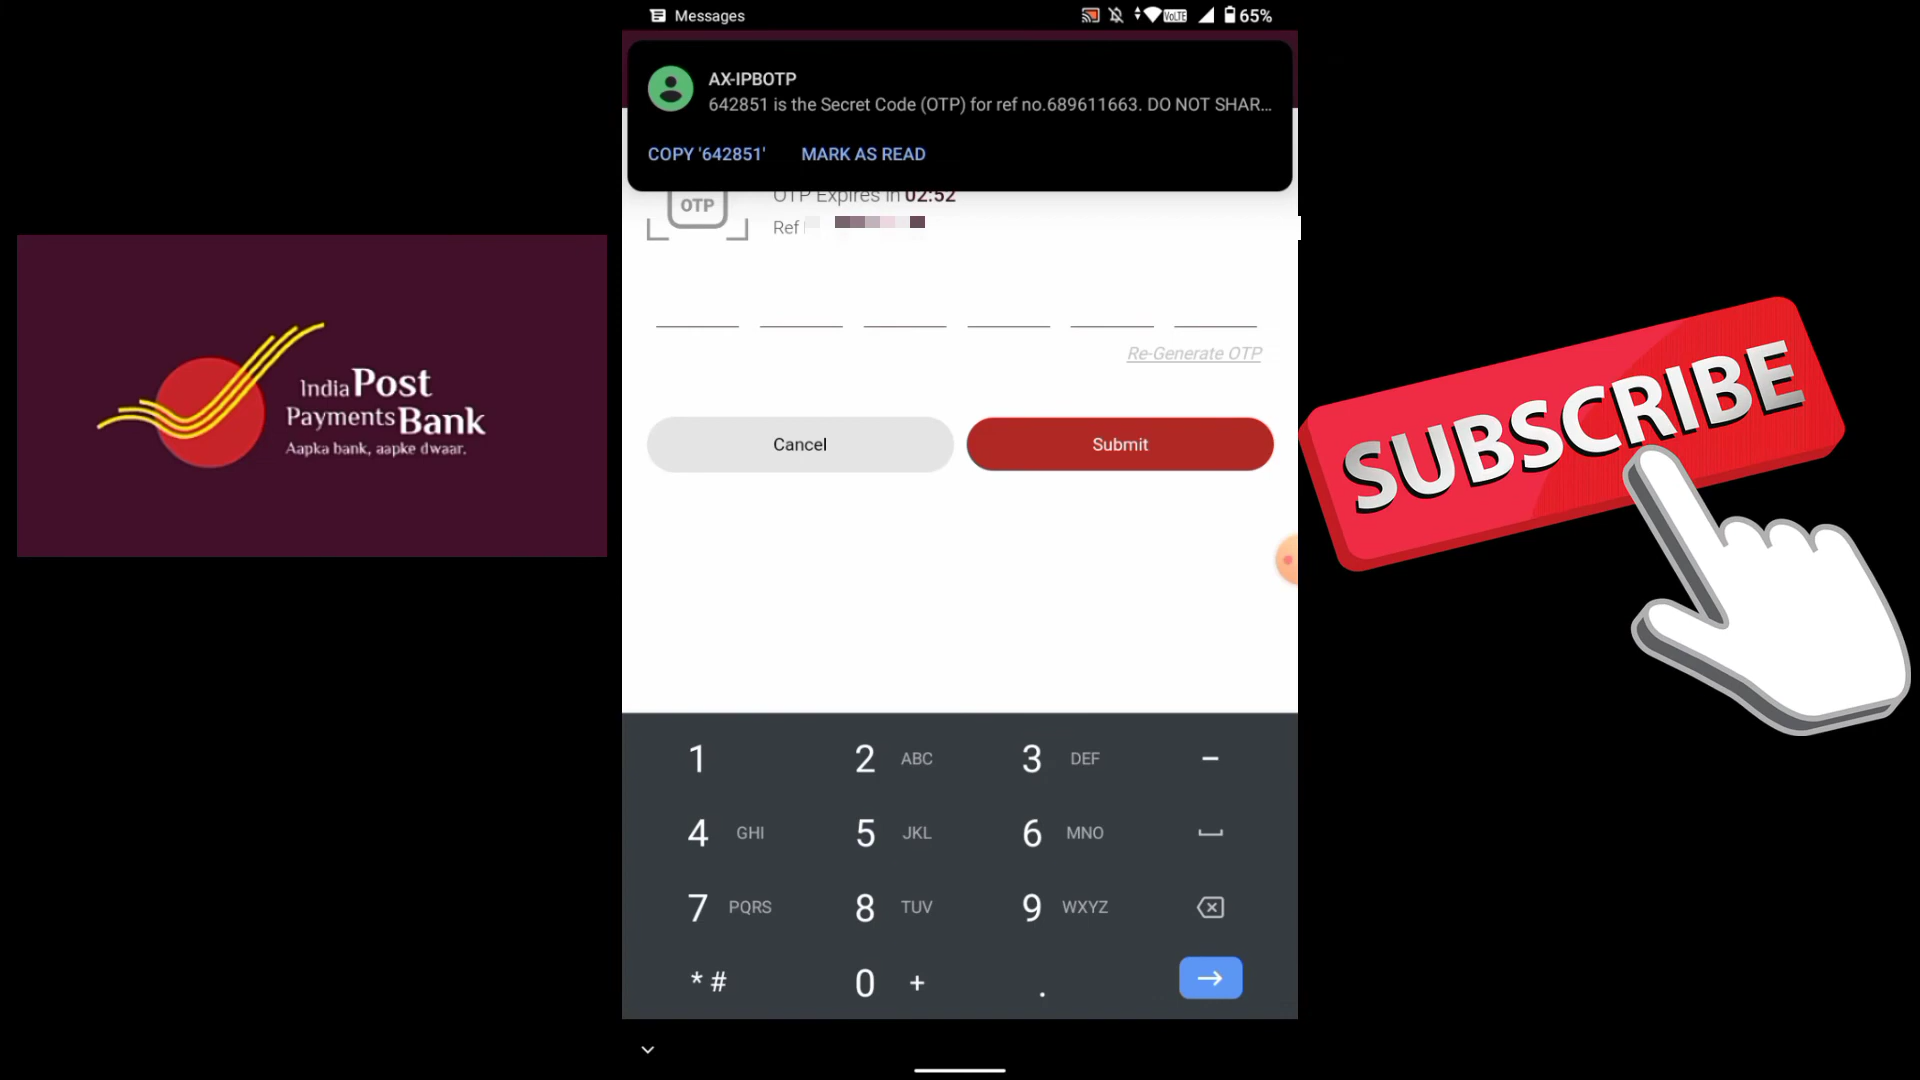 Messages
VoLTE
65%
AX-IPBOTP
642851 is the Secret Code (OTP) for ref no.689611663. DO NOT SHAR...
COPY '642851'
MARK AS READ
OTP
OTP Expires in 02:52
Ref
Re-Generate OTP
Cancel
Submit
India Post
Payments Bank
Aapka bank, aapke dwaar.
SUBSCRIBE
1
2 ABC
3 DEF
–
4 GHI
5 JKL
6 MNO
7 PQRS
8 TUV
9 WXYZ
* #
0 +
.